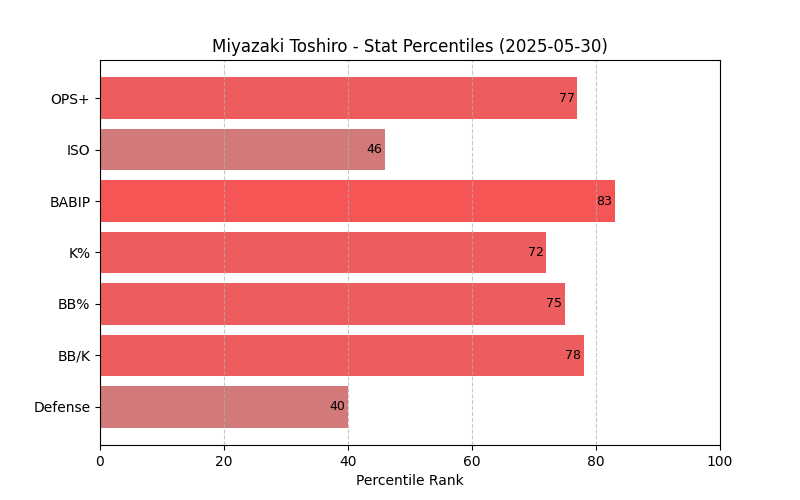 Miyazaki Toshiro - Stat Percentiles (2025-05-30)
OPS+ 77
ISO 46
BABIP 83
K% 72
BB% 75
BB/K 78
Defense 40
0 20 40 60 80 100
Percentile Rank